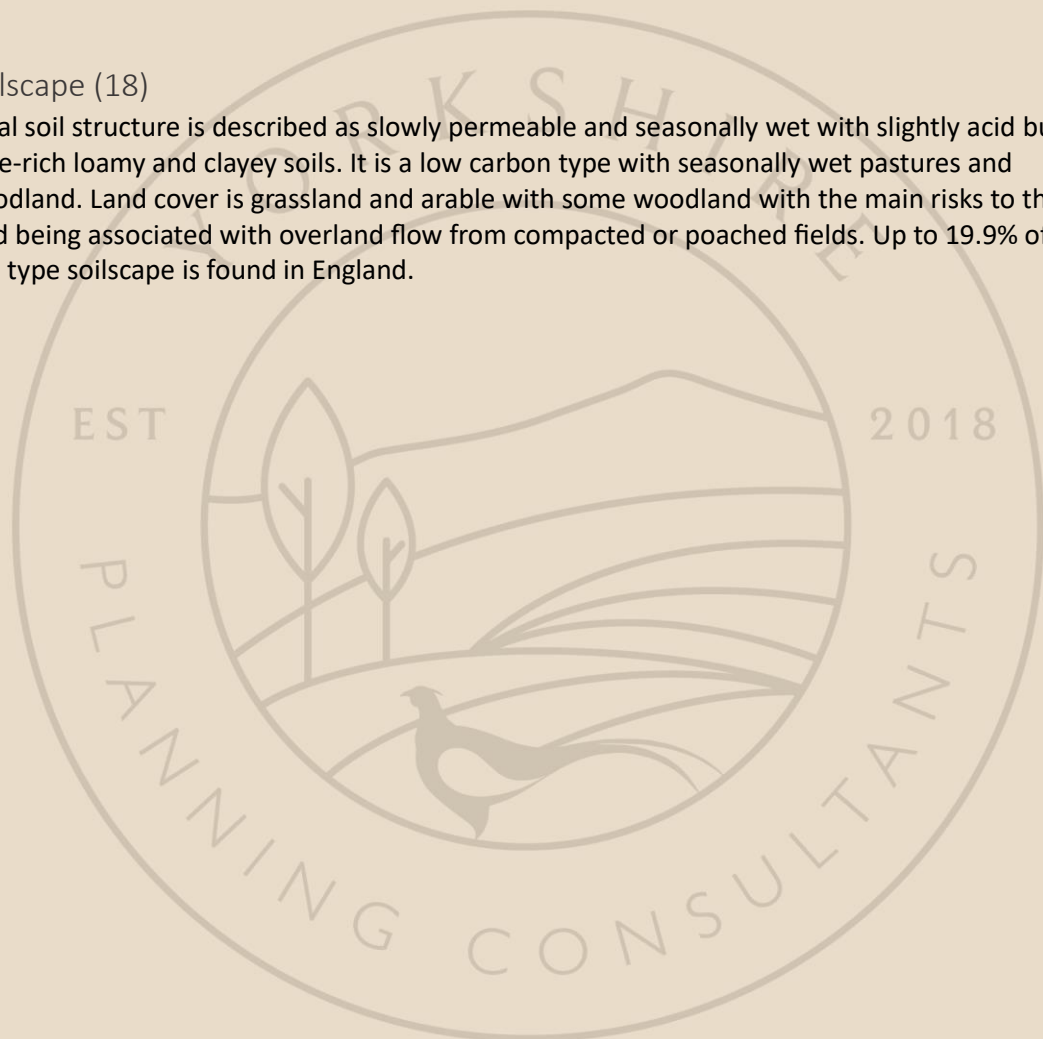 lscape (18)
al soil structure is described as slowly permeable and seasonally wet with slightly acid bu
e-rich loamy and clayey soils. It is a low carbon type with seasonally wet pastures and
odland. Land cover is grassland and arable with some woodland with the main risks to th
d being associated with overland flow from compacted or poached fields. Up to 19.9% of
type soilscape is found in England.
YORKSHIRE
EST 2018
PLANNING CONSULTANTS